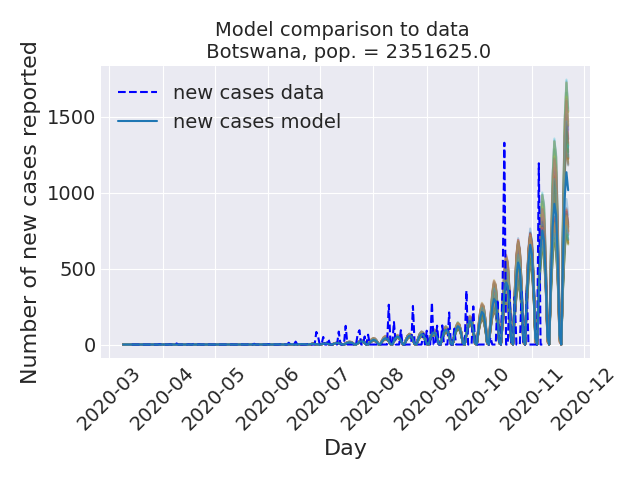 Model comparison to data
Botswana, pop. = 2351625.0
Number of new cases reported
new cases data
new cases model
1500
1000
500
0
2020-03
2020-04
2020-05
2020-06
2020-07
2020-08
2020-09
2020-10
2020-11
2020-12
Day